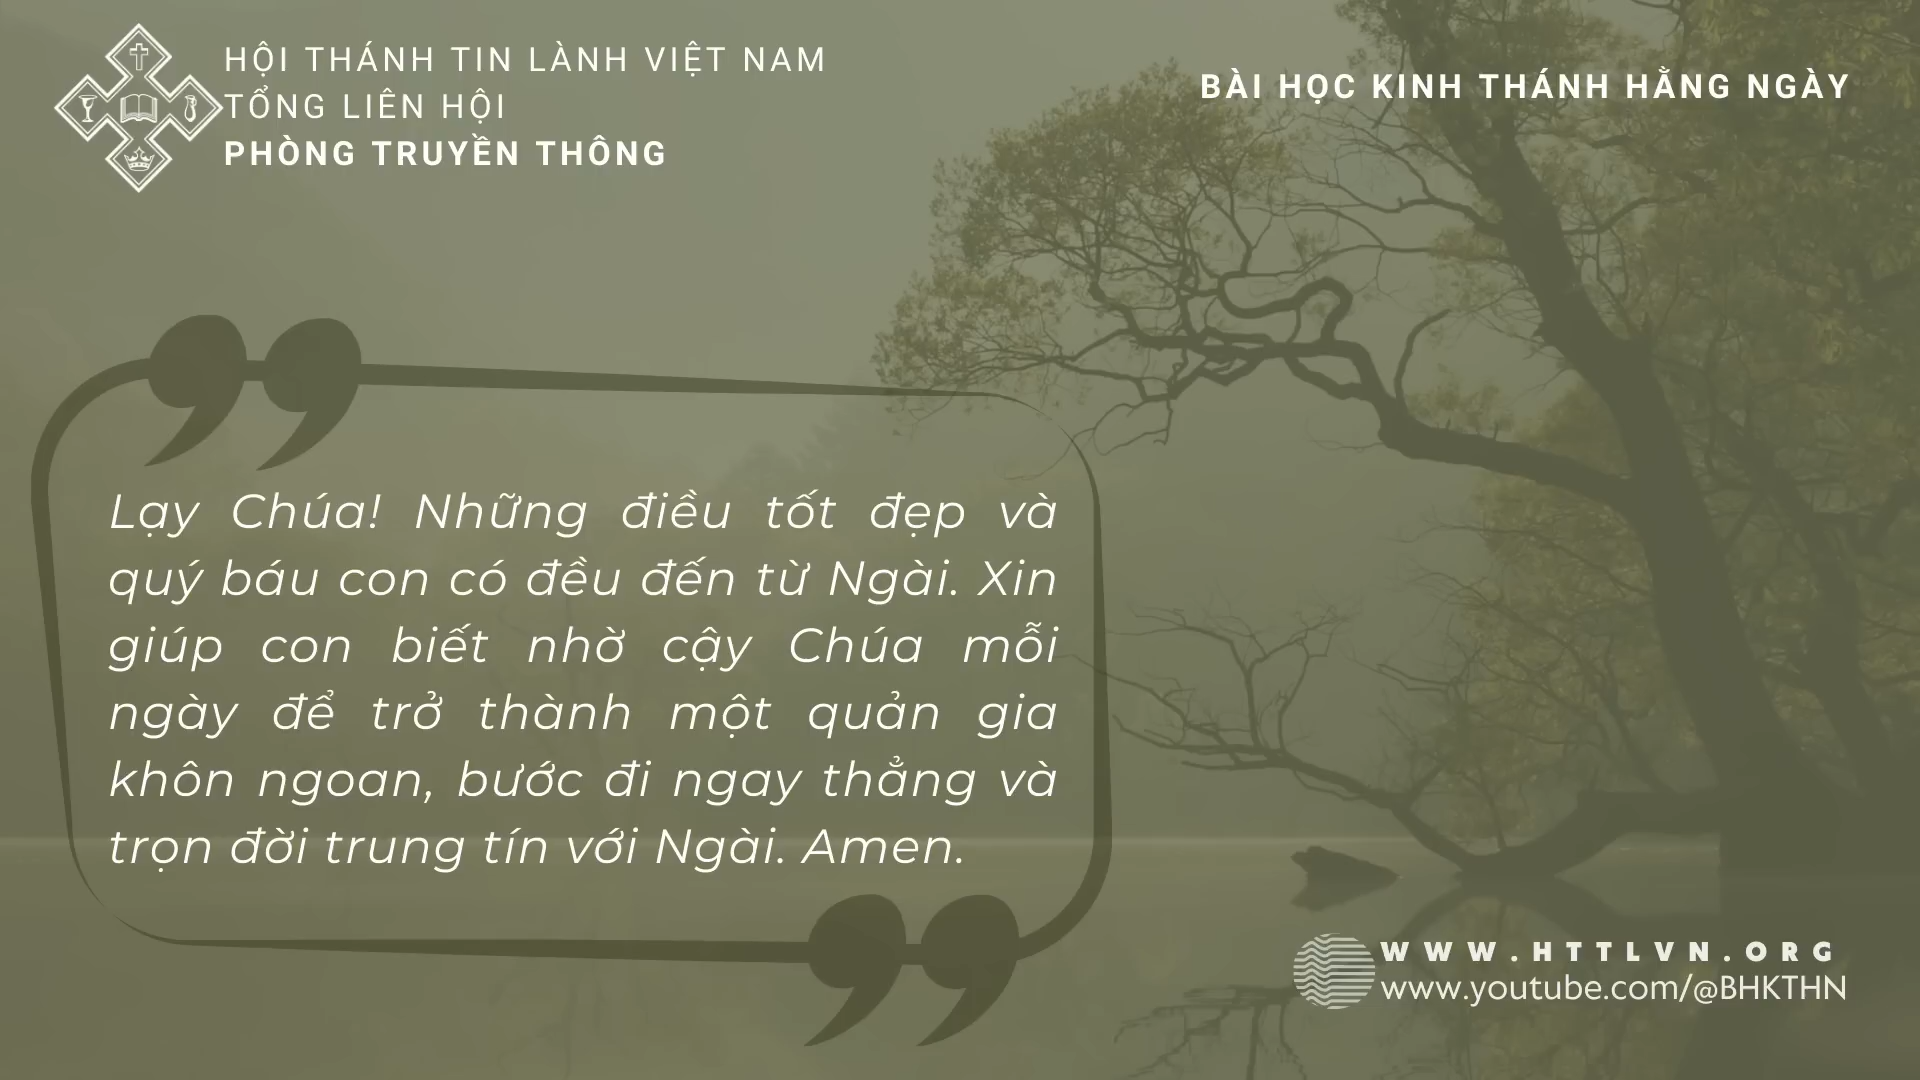 HỘI THÁNH TIN LÀNH VIỆT NAM
TỔNG LIÊN HỘI
PHÒNG TRUYỀN THÔNG
BÀI HỌC KINH THÁNH HẰNG NGÀY
Lạy Chúa! Những điều tốt đẹp và
quý báu con có đều đến từ Ngài. Xin
giúp con biết nhờ cậy Chúa mỗi
ngày để trở thành một quản gia
khôn ngoan, bước đi ngay thẳng và
trọn đời trung tín với Ngài. Amen.
WWW.HTTLVN.ORG
www.youtube.com/@BHKTHN